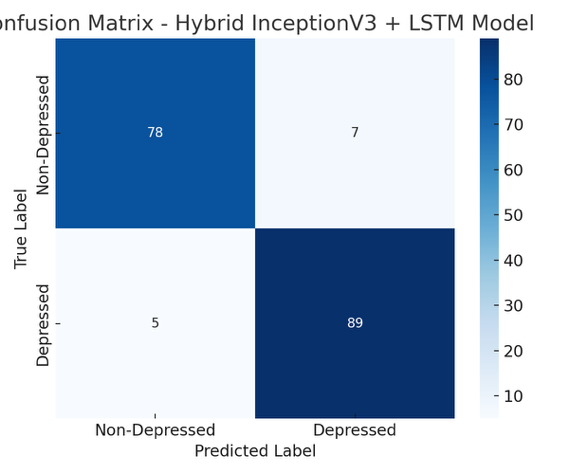 onfusion Matrix - Hybrid InceptionV3 + LSTM Model
True Label
Non-Depressed
Depressed
78
7
5
89
Non-Depressed
Depressed
Predicted Label
80
70
60
50
40
30
20
10